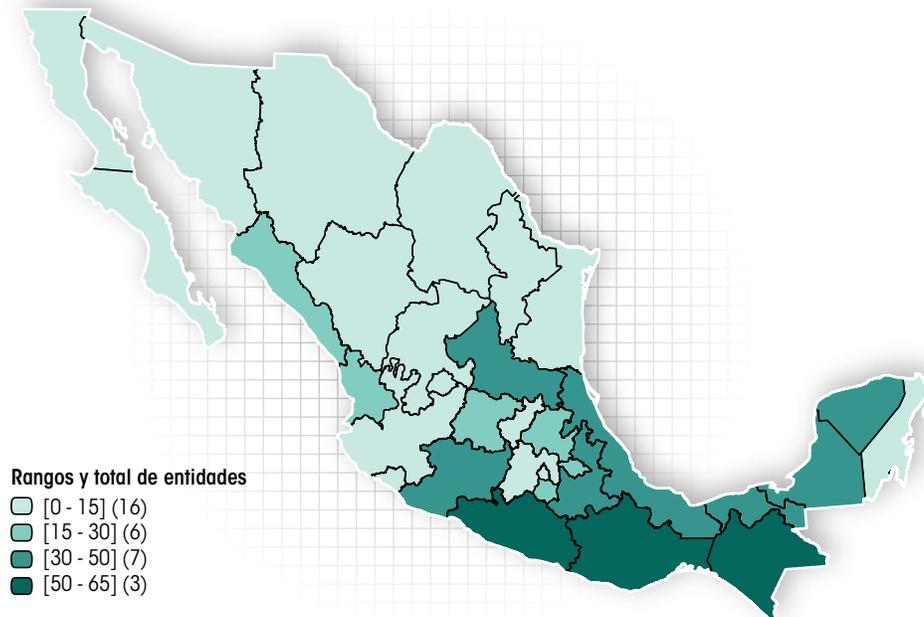 Rangos y total de entidades
[0 - 15] (16)
[15 - 30] (6)
[30 - 50] (7)
[50 - 65] (3)